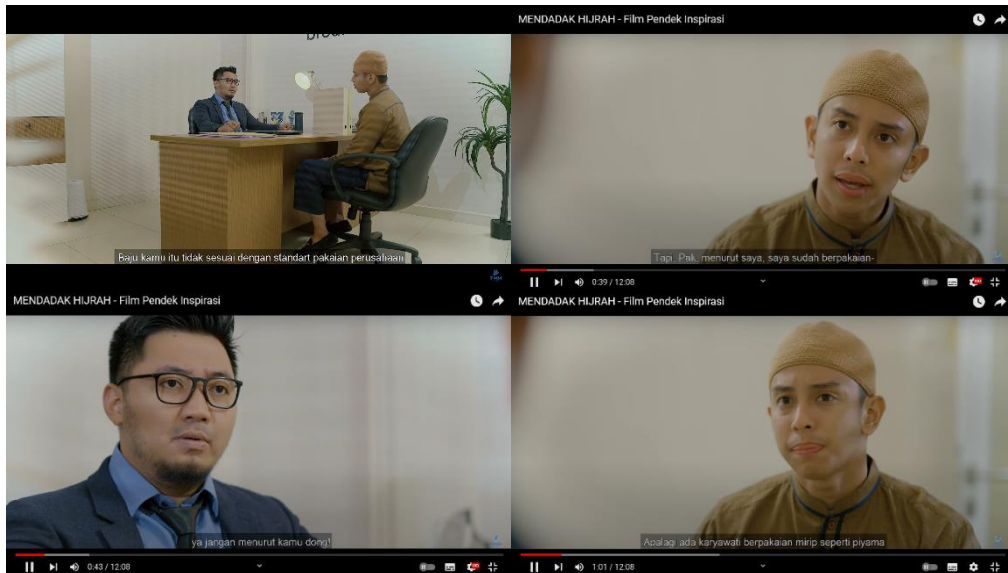 Baju kamu itu tidak sesuai dengan standart pakaian perusahaan
MENDADAK HIJRAH - Film Pendek Inspirasi
Tapi, Pak, menurut saya, saya sudah berpakaian-
0:39 / 12:08
MENDADAK HIJRAH - Film Pendek Inspirasi
ya jangan menurut kamu dong!
0:43 / 12:08
MENDADAK HIJRAH - Film Pendek Inspirasi
Apalagi ada karyawati berpakaian mirip seperti piyama
1:01 / 12:08